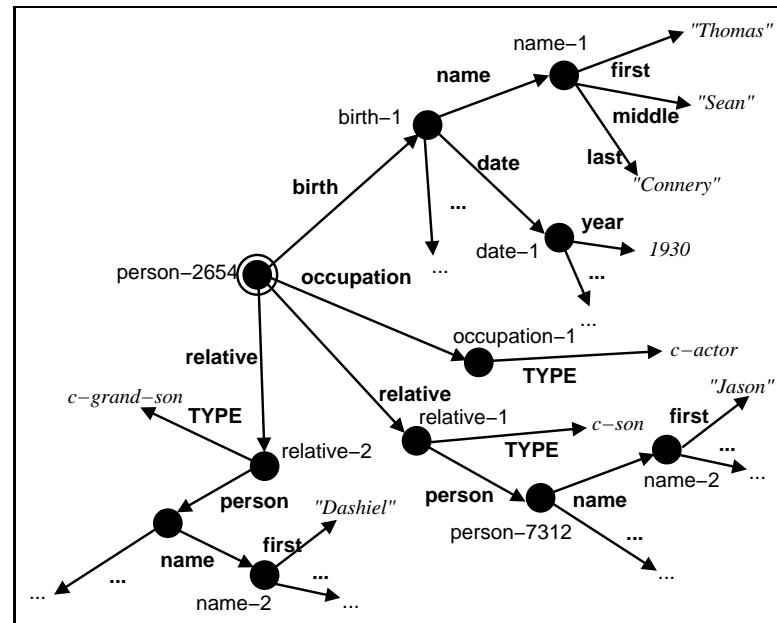 "Thomas"
name−1
name
first
"Sean"
middle
birth−1
last
date
"Connery"
birth
...
year
date−1
1930
person−2654
occupation
...
...
...
occupation−1
c−actor
TYPE
relative
relative
"Jason"
c−grand−son
first
TYPE
relative−1
c−son
TYPE
...
relative−2
name−2
...
person
person
name
"Dashiel"
person−7312
...
first
name
...
...
...
...
name−2
...